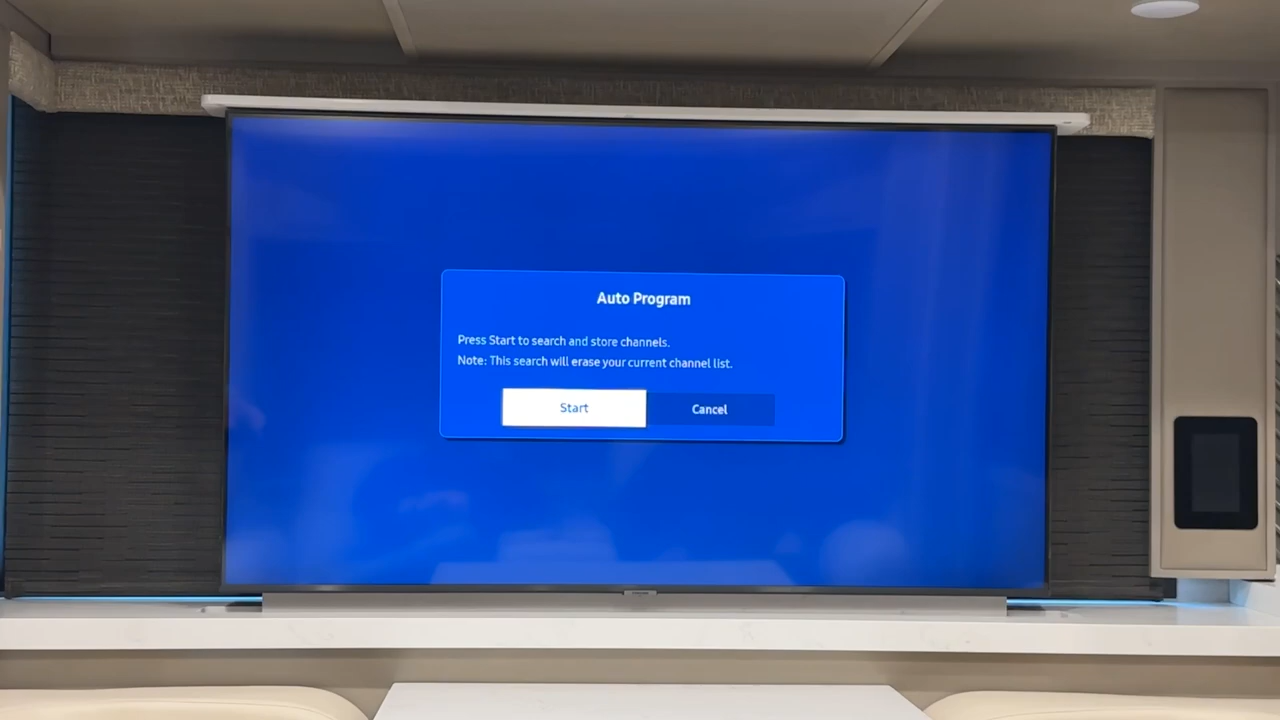 Auto Program
Press Start to search and store channels.
Note: This search will erase your current channel list.
Start
Cancel